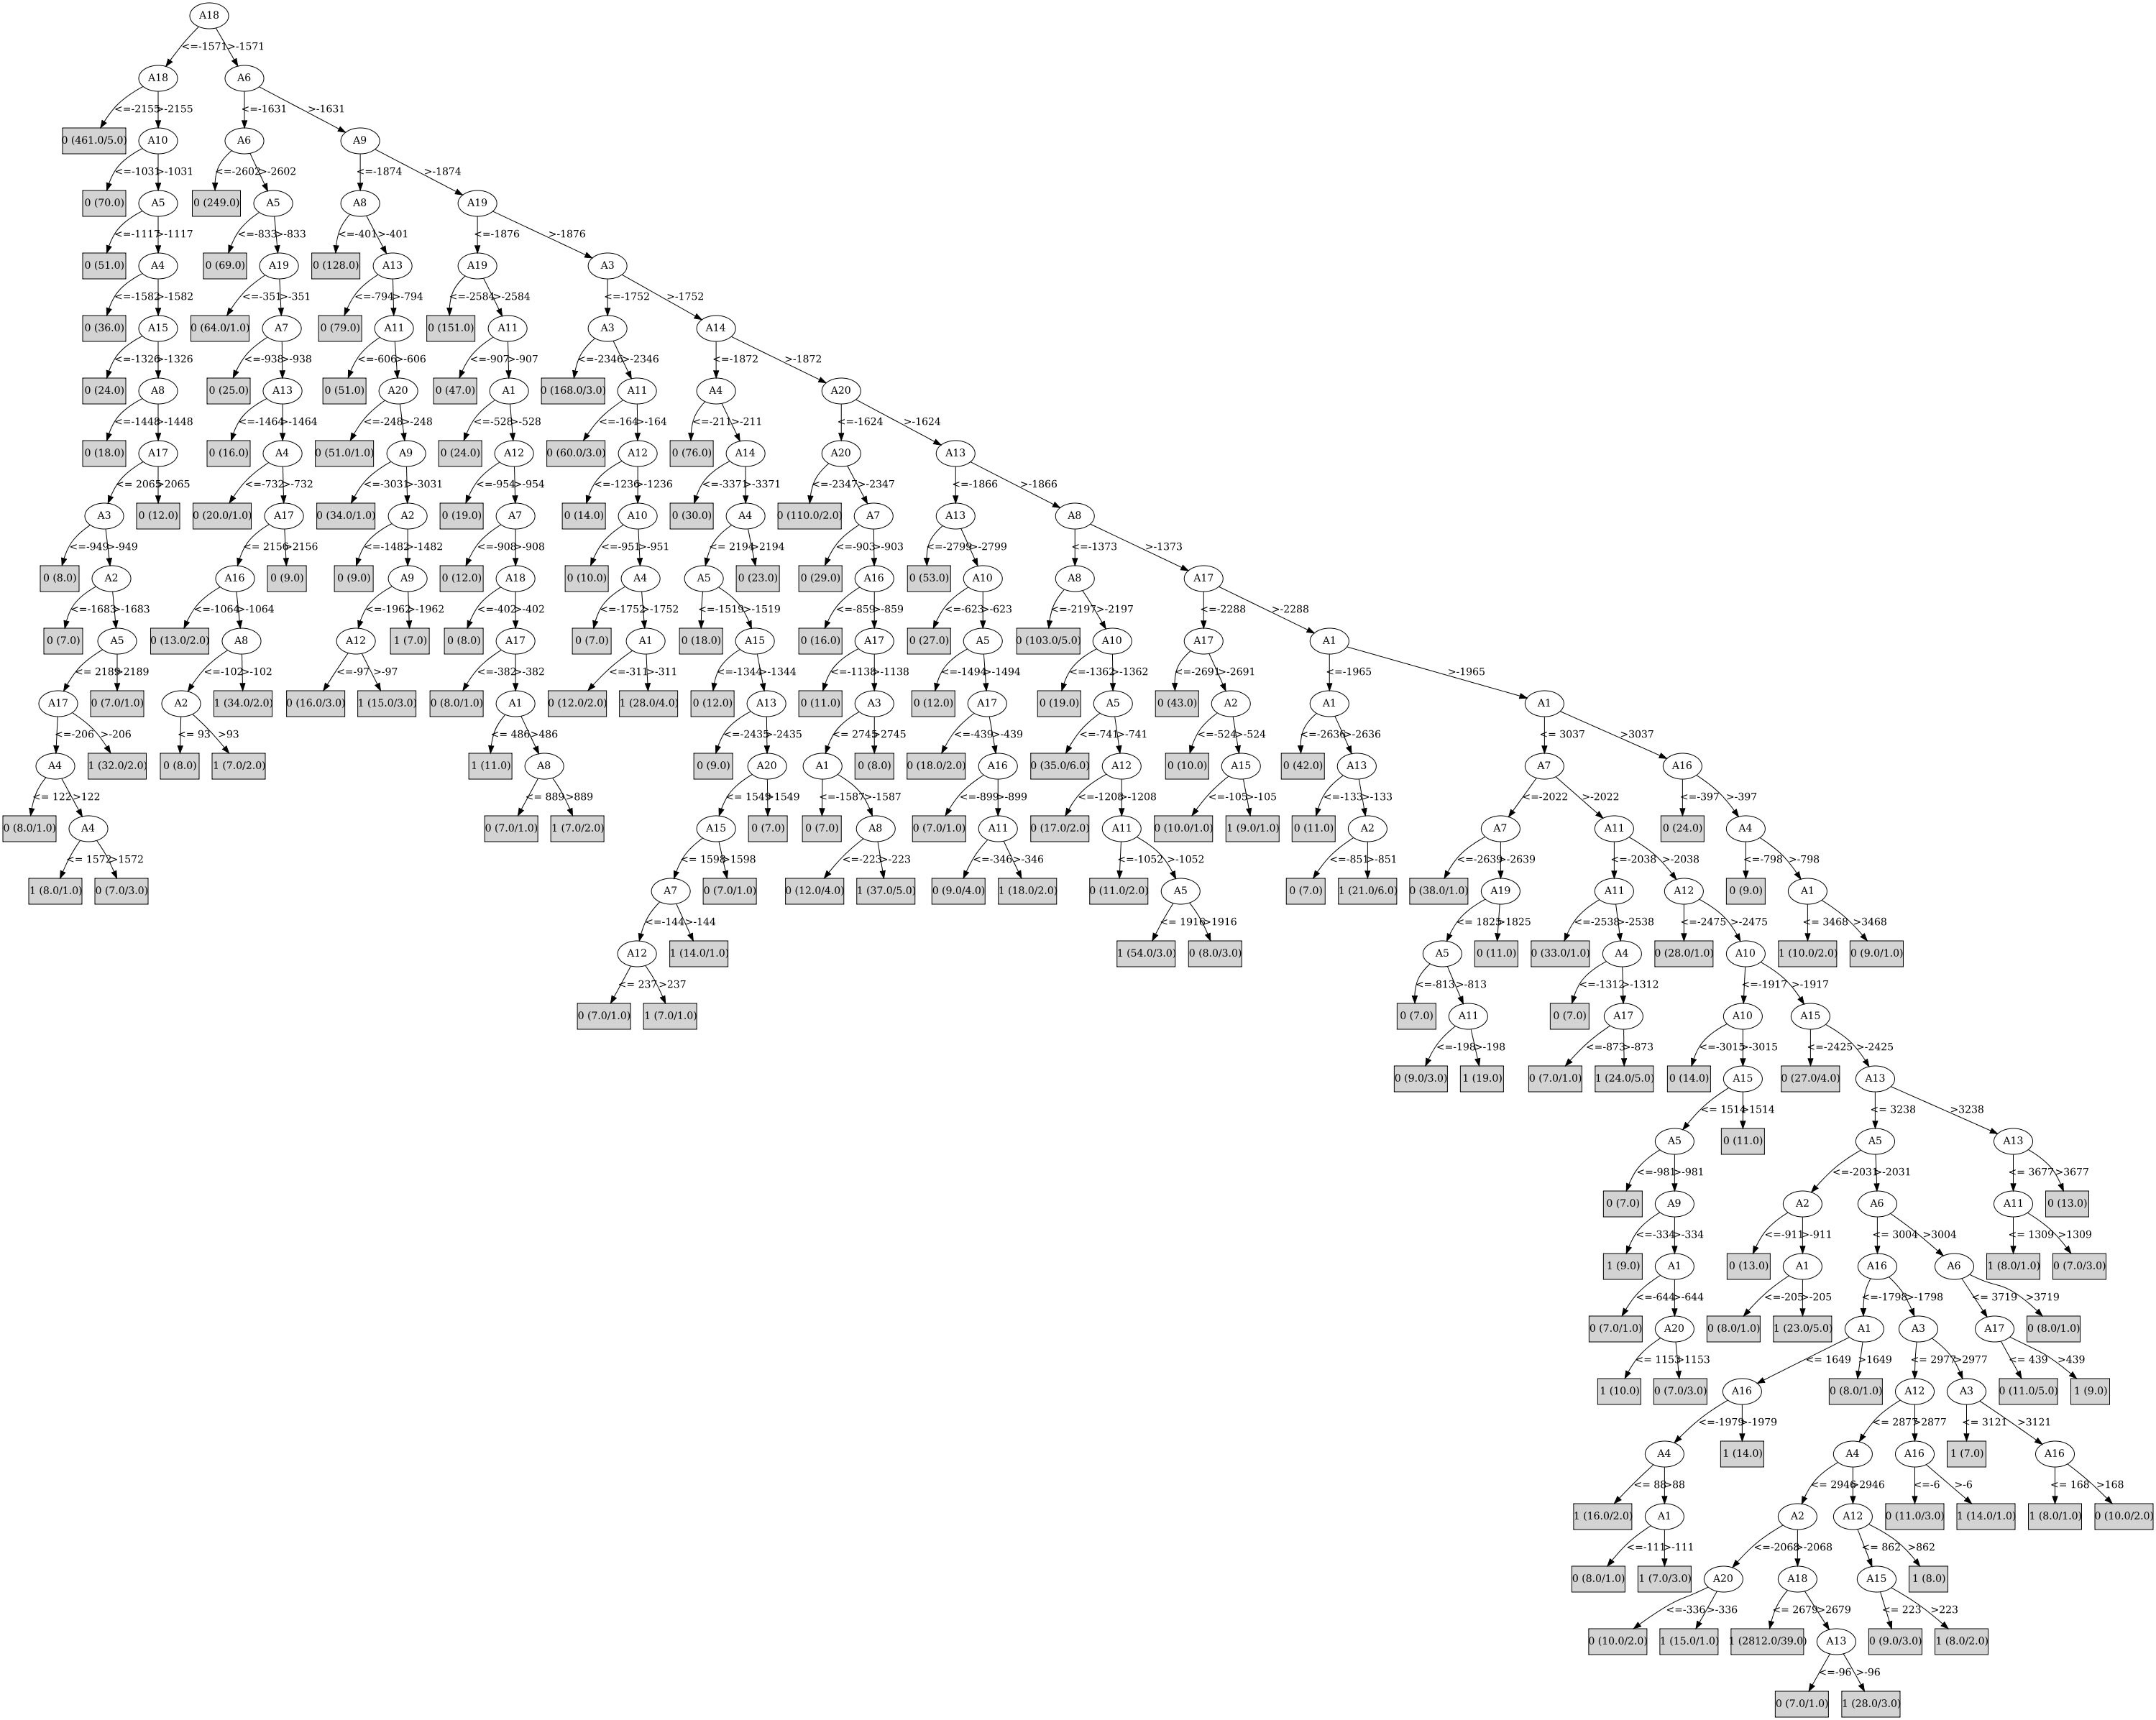 A18
<=-1571 >-1571
A18 A6
<=-2155 >-2155 <=-1631 >-1631
0 (461.0/5.0) A10 A6 A9
<=-1031 >-1031 <=-2602 >-2602 <=-1874 >-1874
0 (70.0) A5 0 (249.0) A5 A8 A19
<=-1117 >-1117 <=-833 >-833 <=-401 >-401 <=-1876 >-1876
0 (51.0) A4 0 (69.0) A19 0 (128.0) A13 A19 A3
<=-1582 >-1582 <=-351 >-351 <=-794 >-794 <=-2584 >-2584 <=-1752 >-1752
0 (36.0) A15 0 (64.0/1.0) A7 0 (79.0) A11 0 (151.0) A11 A3 A14
<=-1326 >-1326 <=-938 >-938 <=-606 >-606 <=-907 >-907 <=-2346 >-2346 <=-1872 >-1872
0 (24.0) A8 0 (25.0) A13 0 (51.0) A20 0 (47.0) A1 0 (168.0/3.0) A11 A4 A20
<=-1448 >-1448 <=-1464 >-1464 <=-248 >-248 <=-528 >-528 <=-164 >-164 <=-211 >-211 <=-1624 >-1624
0 (18.0) A17 0 (16.0) A4 0 (51.0/1.0) A9 0 (24.0) A12 0 (60.0/3.0) A12 0 (76.0) A14 A20 A13
<= 2065 >2065 <=-732 >-732 <=-3031 >-3031 <=-954 >-954 <=-1236 >-1236 <=-3371 >-3371 <=-2347 >-2347 <=-1866 >-1866
A3 0 (12.0) 0 (20.0/1.0) A17 0 (34.0/1.0) A2 0 (19.0) A7 0 (14.0) A10 0 (30.0) A4 0 (110.0/2.0) A7 A13 A8
<=-949 >-949 <= 2156 >2156 <=-1482 >-1482 <=-908 >-908 <=-951 >-951 <= 2194 >2194 <=-903 >-903 <=-2799 >-2799 <=-1373 >-1373
0 (8.0) A2 A16 0 (9.0) 0 (9.0) A9 0 (12.0) A18 0 (10.0) A4 A5 0 (23.0) 0 (29.0) A16 0 (53.0) A10 A8 A17
<=-1683 >-1683 <=-1064 >-1064 <=-1962 >-1962 <=-402 >-402 <=-1752 >-1752 <=-1519 >-1519 <=-859 >-859 <=-623 >-623 <=-2197 >-2197 <=-2288 >-2288
0 (7.0) A5 0 (13.0/2.0) A8 A12 1 (7.0) 0 (8.0) A17 0 (7.0) A1 0 (18.0) A15 0 (16.0) A17 0 (27.0) A5 0 (103.0/5.0) A10 A17 A1
<= 2189 >2189 <=-102 >-102 <=-97 >-97 <=-382 >-382 <=-311 >-311 <=-1344 >-1344 <=-1138 >-1138 <=-1494 >-1494 <=-1362 >-1362 <=-2691 >-2691 <=-1965 >-1965
A17 0 (7.0/1.0) A2 1 (34.0/2.0) 0 (16.0/3.0) 1 (15.0/3.0) 0 (8.0/1.0) A1 0 (12.0/2.0) 1 (28.0/4.0) 0 (12.0) A13 0 (11.0) A3 0 (12.0) A17 0 (19.0) A5 0 (43.0) A2 A1 A1
<=-206 >-206 <= 93 >93 <= 486 >486 <=-2435 >-2435 <= 2745 >2745 <=-439 >-439 <=-741 >-741 <=-524 >-524 <=-2636 >-2636 <= 3037 >3037
A4 1 (32.0/2.0) 0 (8.0) 1 (7.0/2.0) 1 (11.0) A8 0 (9.0) A20 A1 0 (8.0) 0 (18.0/2.0) A16 0 (35.0/6.0) A12 0 (10.0) A15 0 (42.0) A13 A7 A16
<= 122 >122 <= 889 >889 <= 1549 >1549 <=-1587 >-1587 <=-899 >-899 <=-1208 >-1208 <=-105 >-105 <=-133 >-133 <=-2022 >-2022 <=-397 >-397
0 (8.0/1.0) A4 0 (7.0/1.0) 1 (7.0/2.0) A15 0 (7.0) 0 (7.0) A8 0 (7.0/1.0) A11 0 (17.0/2.0) A11 0 (10.0/1.0) 1 (9.0/1.0) 0 (11.0) A2 A7 A11 0 (24.0) A4
<= 1572 >1572 <= 1598 >1598 <=-223 >-223 <=-346 >-346 <=-1052 >-1052 <=-851 >-851 <=-2639 >-2639 <=-2038 >-2038 <=-798 >-798
1 (8.0/1.0) 0 (7.0/3.0) A7 0 (7.0/1.0) 0 (12.0/4.0) 1 (37.0/5.0) 0 (9.0/4.0) 1 (18.0/2.0) 0 (11.0/2.0) A5 0 (7.0) 1 (21.0/6.0) 0 (38.0/1.0) A19 A11 A12 0 (9.0) A1
<=-144 >-144 <= 1916 >1916 <= 1825 >1825 <=-2538 >-2538 <=-2475 >-2475 <= 3468 >3468
A12 1 (14.0/1.0) 1 (54.0/3.0) 0 (8.0/3.0) A5 0 (11.0) 0 (33.0/1.0) A4 0 (28.0/1.0) A10 1 (10.0/2.0) 0 (9.0/1.0)
<= 237 >237 <=-813 >-813 <=-1312 >-1312 <=-1917 >-1917
0 (7.0/1.0) 1 (7.0/1.0) 0 (7.0) A11 0 (7.0) A17 A10 A15
<=-198 >-198 <=-873 >-873 <=-3015 >-3015 <=-2425 >-2425
0 (9.0/3.0) 1 (19.0) 0 (7.0/1.0) 1 (24.0/5.0) 0 (14.0) A15 0 (27.0/4.0) A13
<= 1514 >1514 <= 3238 >3238
A5 0 (11.0) A5 A13
<=-981 >-981 <=-2031 >-2031 <= 3677 >3677
0 (7.0) A9 A2 A6 A11 0 (13.0)
<=-334 >-334 <=-911 >-911 <= 3004 >3004 <= 1309 >1309
1 (9.0) A1 0 (13.0) A1 A16 A6 1 (8.0/1.0) 0 (7.0/3.0)
<=-644 >-644 <=-205 >-205 <=-1798 >-1798 <= 3719 >3719
0 (7.0/1.0) A20 0 (8.0/1.0) 1 (23.0/5.0) A1 A3 A17 0 (8.0/1.0)
<= 1153 >1153 <= 1649 >1649 <= 2977 >2977 <= 439 >439
1 (10.0) 0 (7.0/3.0) A16 0 (8.0/1.0) A12 A3 0 (11.0/5.0) 1 (9.0)
<=-1979 >-1979 <= 2877 >2877 <= 3121 >3121
A4 1 (14.0) A4 A16 1 (7.0) A16
<= 88 >88 <= 2946 >2946 <=-6 >-6 <= 168 >168
1 (16.0/2.0) A1 A2 A12 0 (11.0/3.0) 1 (14.0/1.0) 1 (8.0/1.0) 0 (10.0/2.0)
<=-111 >-111 <=-2068 >-2068 <= 862 >862
0 (8.0/1.0) 1 (7.0/3.0) A20 A18 A15 1 (8.0)
<=-336 >-336 <= 2679 >2679 <= 223 >223
0 (10.0/2.0) 1 (15.0/1.0) 1 (2812.0/39.0) A13 0 (9.0/3.0) 1 (8.0/2.0)
<=-96 >-96
0 (7.0/1.0) 1 (28.0/3.0)